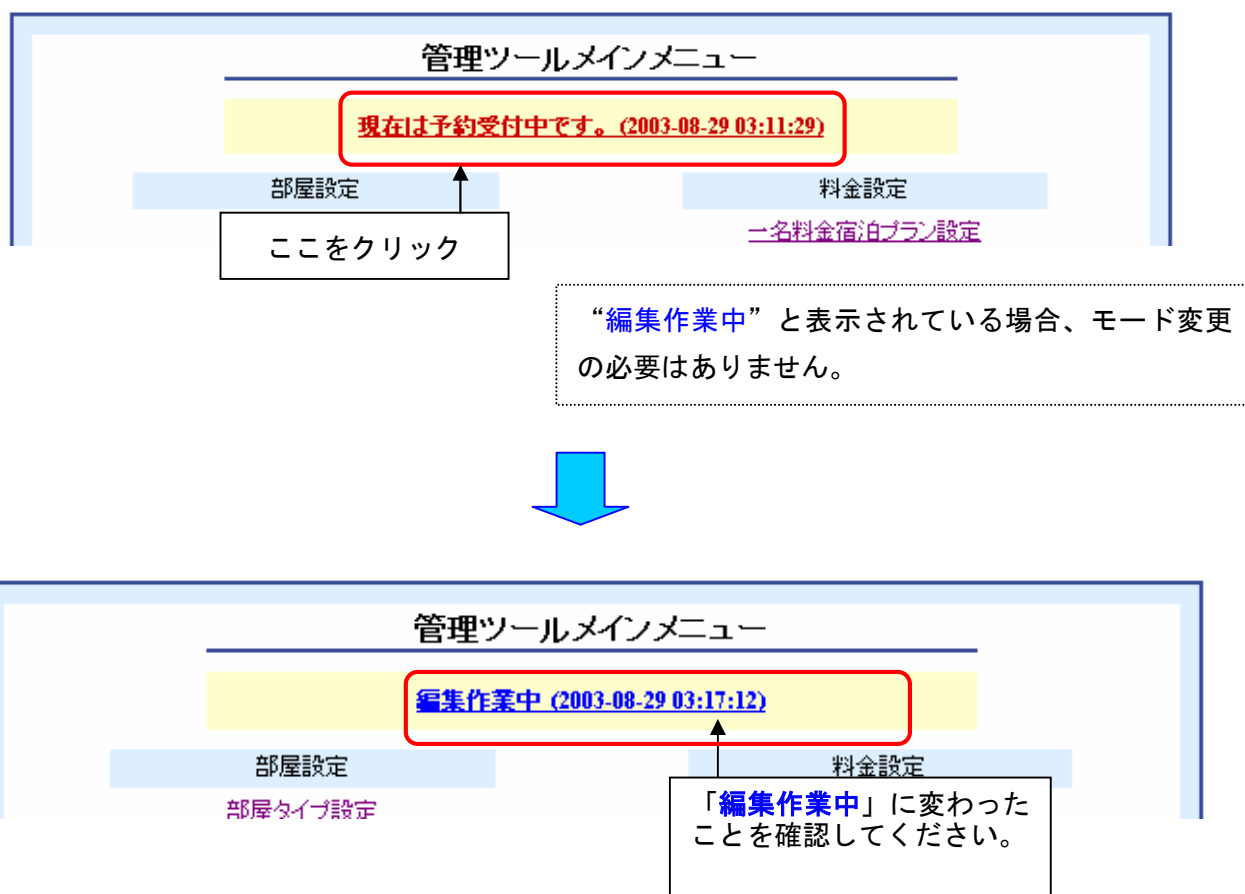 管理ツールメインメニュー
現在は予約受付中です。(2003-08-29 03:11:29)
部屋設定
料金設定
ここをクリック
一名料金宿泊プラン設定
“編集作業中”と表示されている場合、モード変更
の必要はありません。
管理ツールメインメニュー
編集作業中 (2003-08-29 03:17:12)
部屋設定
料金設定
部屋タイプ設定
「編集作業中」に変わった
ことを確認してください。